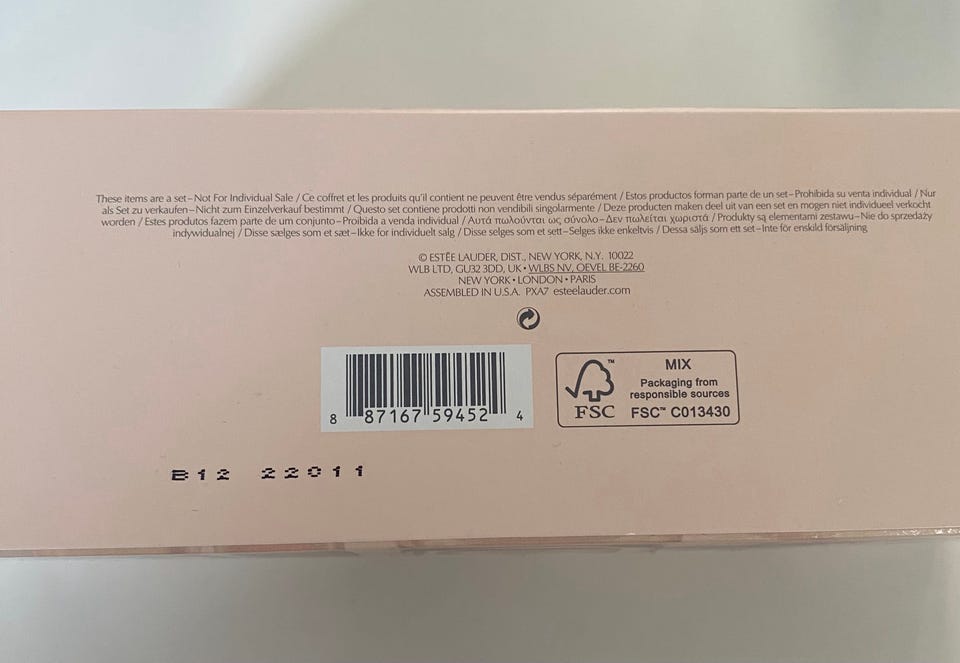 These items are a set–Not For Individual Sale / Ce coffret et les produits qu'il contient ne peuvent être vendus séparément / Estos productos forman parte de un set–Prohibida su venta individual / Nur
als Set zu verkaufen–Nicht zum Einzelverkauf bestimmt / Questo set contiene prodotti non vendibili singolarmente / Deze producten maken deel uit van een set en mogen niet individueel verkocht
worden / Estes produtos fazem parte de um conjunto–Proibida a venda individual / Αυτά πωλούνται ως σύνολο–Δεν πωλείται χωριστά / Produkty są elementami zestawu–Nie do sprzedaży
indywidualnej / Disse sælges som et sæt–Ikke for individuelt salg / Disse selges som et sett–Selges ikke enkeltvis / Dessa säljs som ett set–Inte för enskild försäljning
© ESTĒE LAUDER, DIST., NEW YORK, N.Y. 10022
WLB LTD, GU32 3DD, UK • WLBS NV, OEVEL BE-2260
NEW YORK • LONDON • PARIS
ASSEMBLED IN U.S.A. PXA7 esteelauder.com
8 87167 59452 4
FSC™
MIX
Packaging from
responsible sources
FSC™ C013430
B12 22011